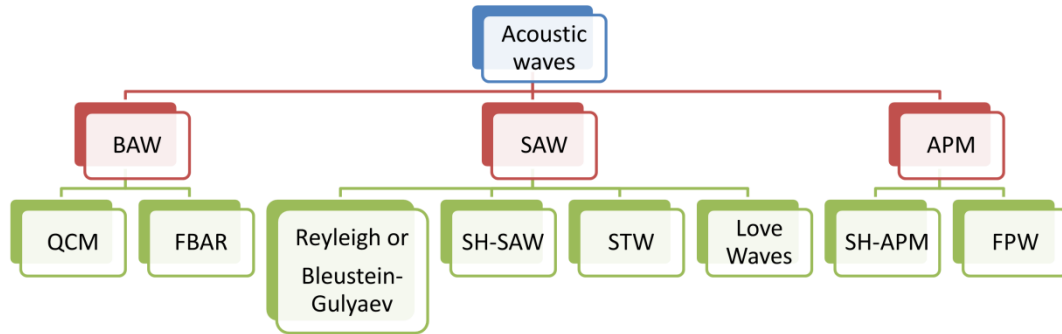 Acoustic
waves
BAW
SAW
APM
QCM
FBAR
Reyleigh or
Bleustein-
Gulyaev
SH-SAW
STW
Love
Waves
SH-APM
FPW